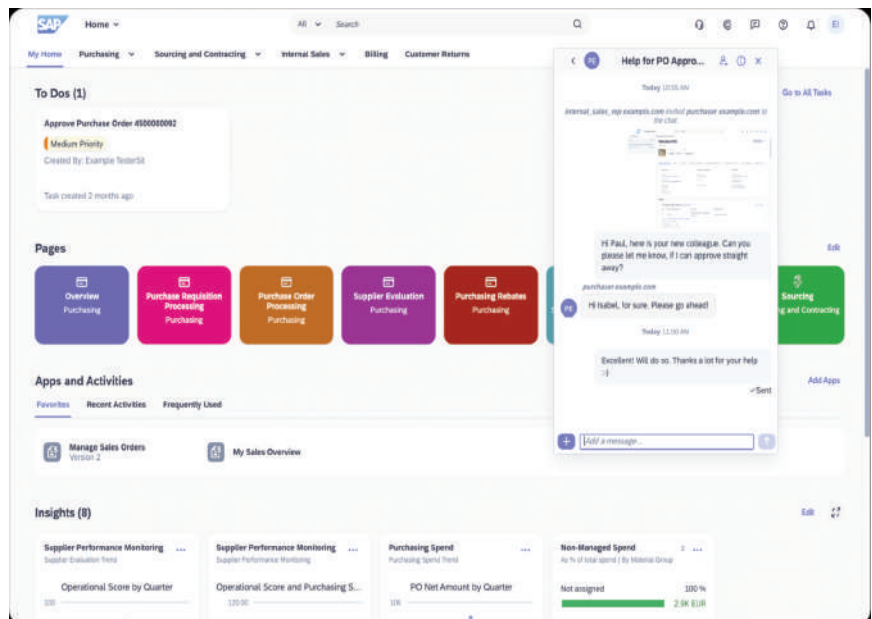 SAP
Home
All
Search
EI
My Home
Purchasing
Sourcing and Contracting
Internal Sales
Billing
Customer Returns
To Dos (1)
Go to All Tasks
Approve Purchase Order 4500000092
Medium Priority
Created By: Example TesterSit
Task created 2 months ago
Pages
Edit
Overview
Purchasing
Purchase Requisition
Processing
Purchasing
Purchase Order
Processing
Purchasing
Supplier Evaluation
Purchasing
Purchasing Rebates
Purchasing
Sourcing
and Contracting
Apps and Activities
Add Apps
Favorites
Recent Activities
Frequently Used
Manage Sales Orders
Version 2
My Sales Overview
Insights (8)
Edit
Supplier Performance Monitoring
Supplier Evaluation Trend
Operational Score by Quarter
100
Supplier Performance Monitoring
Supplier Performance Monitoring
Operational Score and Purchasing S...
120.00
Purchasing Spend
Purchasing Spend Trend
PO Net Amount by Quarter
10K
Non-Managed Spend
As % of total spend | By Material Group
Not assigned
100 %
2.9K EUR
PE
Help for PO Appro...
Today 10:55 AM
internal_sales_rep example.com invited purchaser example.com to
the chat.
Hi Paul, here is your new colleague. Can you
please let me know, if I can approve straight
away?
purchaser example.com
PE
Hi Isabel, for sure. Please go ahead!
Today 11:00 AM
Excellent! Will do so. Thanks a lot for your help
:-)
Sent
Add a message...